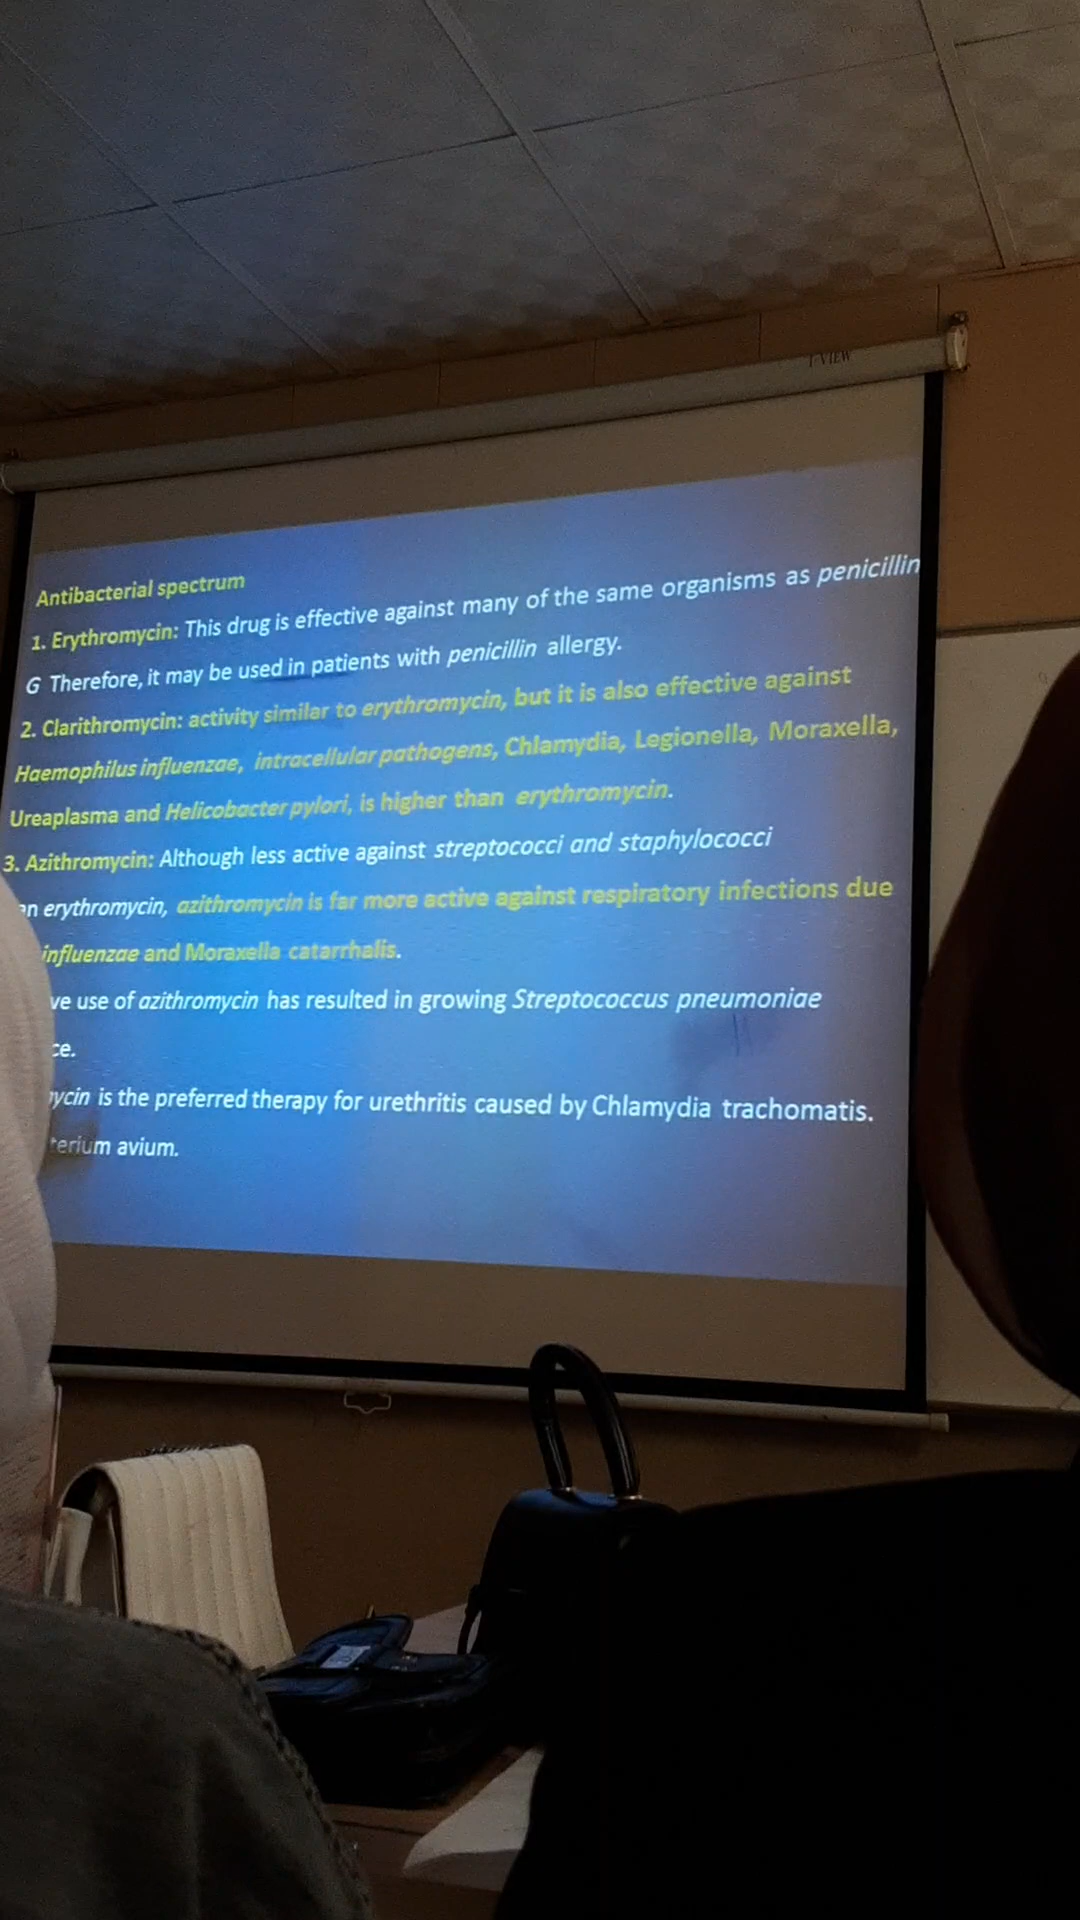 Antibacterial spectrum
1. Erythromycin: This drug is effective against many of the same organisms as penicillin
G Therefore, it may be used in patients with penicillin allergy.
2. Clarithromycin: activity similar to erythromycin, but it is also effective against
Haemophilus influenzae, intracellular pathogens, Chlamydia, Legionella, Moraxella,
Ureaplasma and Helicobacter pylori, is higher than erythromycin.
3. Azithromycin: Although less active against streptococci and staphylococci
erythromycin, azithromycin is far more active against respiratory infections due
influenzae and Moraxella catarrhalis.
use of azithromycin has resulted in growing Streptococcus pneumoniae
is the preferred therapy for urethritis caused by Chlamydia trachomatis.
avium.